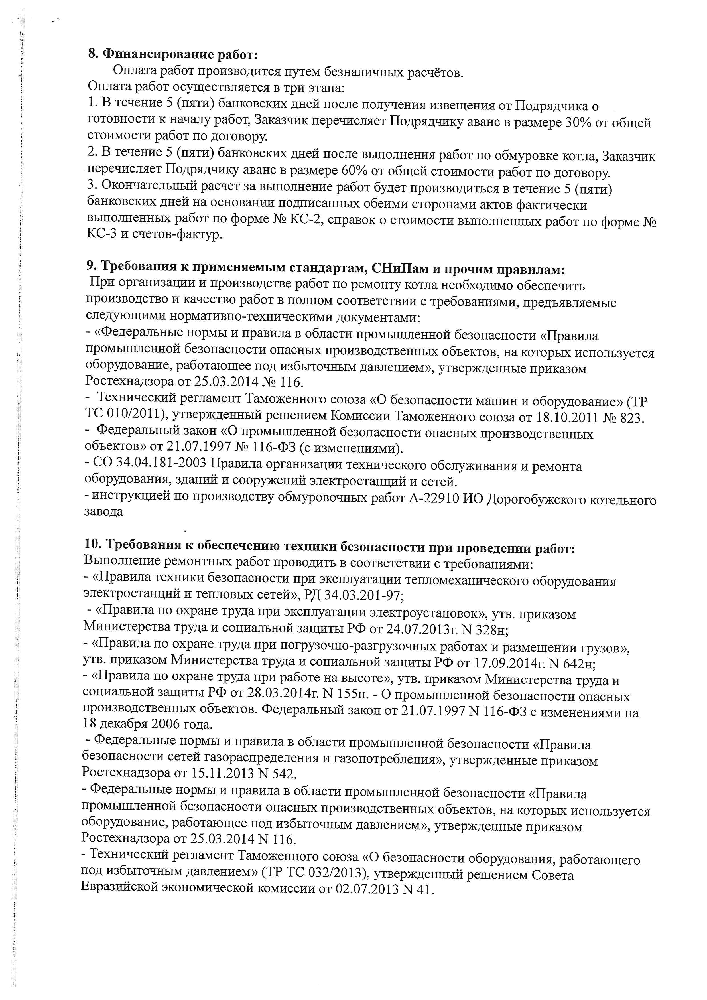 8. Финансирование работ:
Оплата работ производится путем безналичных расчётов.
Оплата работ осуществляется в три этапа:
1. В течение 5 (пяти) банковских дней после получения извещения от Подрядчика о
готовности к началу работ, Заказчик перечисляет Подрядчику аванс в размере 30% от общей
стоимости работ по договору.
2. В течение 5 (пяти) банковских дней после выполнения работ по обмуровке котла, Заказчик
перечисляет Подрядчику аванс в размере 60% от общей стоимости работ по договору.
3. Окончательный расчет за выполнение работ будет производиться в течение 5 (пяти)
банковских дней на основании подписанных обеими сторонами актов фактически
выполненных работ по форме № КС-2, справок о стоимости выполненных работ по форме №
КС-3 и счетов-фактур.
9. Требования к применяемым стандартам, СНиПам и прочим правилам:
При организации и производстве работ по ремонту котла необходимо обеспечить
производство и качество работ в полном соответствии с требованиями, предъявляемые
следующими нормативно-техническими документами:
- «Федеральные нормы и правила в области промышленной безопасности «Правила
промышленной безопасности опасных производственных объектов, на которых используется
оборудование, работающее под избыточным давлением», утвержденные приказом
Ростехнадзора от 25.03.2014 № 116.
- Технический регламент Таможенного союза «О безопасности машин и оборудование» (ТР
ТС 010/2011), утвержденный решением Комиссии Таможенного союза от 18.10.2011 № 823.
- Федеральный закон «О промышленной безопасности опасных производственных
объектов» от 21.07.1997 № 116-ФЗ (с изменениями).
- СО 34.04.181-2003 Правила организации технического обслуживания и ремонта
оборудования, зданий и сооружений электростанций и сетей.
- инструкцией по производству обмуровочных работ А-22910 ИО Дорогобужского котельного
завода
10. Требования к обеспечению техники безопасности при проведении работ:
Выполнение ремонтных работ проводить в соответствии с требованиями:
- «Правила техники безопасности при эксплуатации тепломеханического оборудования
электростанций и тепловых сетей», РД 34.03.201-97;
- «Правила по охране труда при эксплуатации электроустановок», утв. приказом
Министерства труда и социальной защиты РФ от 24.07.2013г. N 328н;
- «Правила по охране труда при погрузочно-разгрузочных работах и размещении грузов»,
утв. приказом Министерства труда и социальной защиты РФ от 17.09.2014г. N 642н;
- «Правила по охране труда при работе на высоте», утв. приказом Министерства труда и
социальной защиты РФ от 28.03.2014г. N 155н. - О промышленной безопасности опасных
производственных объектов. Федеральный закон от 21.07.1997 N 116-ФЗ с изменениями на
18 декабря 2006 года.
- Федеральные нормы и правила в области промышленной безопасности «Правила
безопасности сетей газораспределения и газопотребления», утвержденные приказом
Ростехнадзора от 15.11.2013 N 542.
- Федеральные нормы и правила в области промышленной безопасности «Правила
промышленной безопасности опасных производственных объектов, на которых используется
оборудование, работающее под избыточным давлением», утвержденные приказом
Ростехнадзора от 25.03.2014 N 116.
- Технический регламент Таможенного союза «О безопасности оборудования, работающего
под избыточным давлением» (ТР ТС 032/2013), утвержденный решением Совета
Евразийской экономической комиссии от 02.07.2013 N 41.